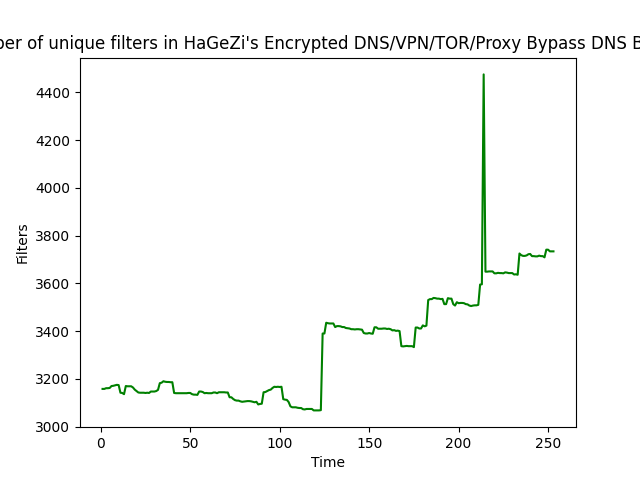 ber of unique filters in HaGeZi's Encrypted DNS/VPN/TOR/Proxy Bypass DNS B
4400
4200
4000
3800
3600
3400
3200
3000
Filters
0 50 100 150 200 250
Time